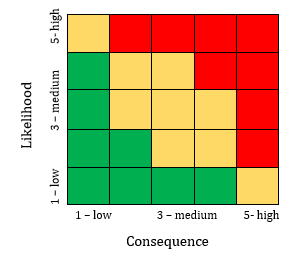 5- high
3 – medium
1 – low
Likelihood
1 – low
3 – medium
5- high
Consequence